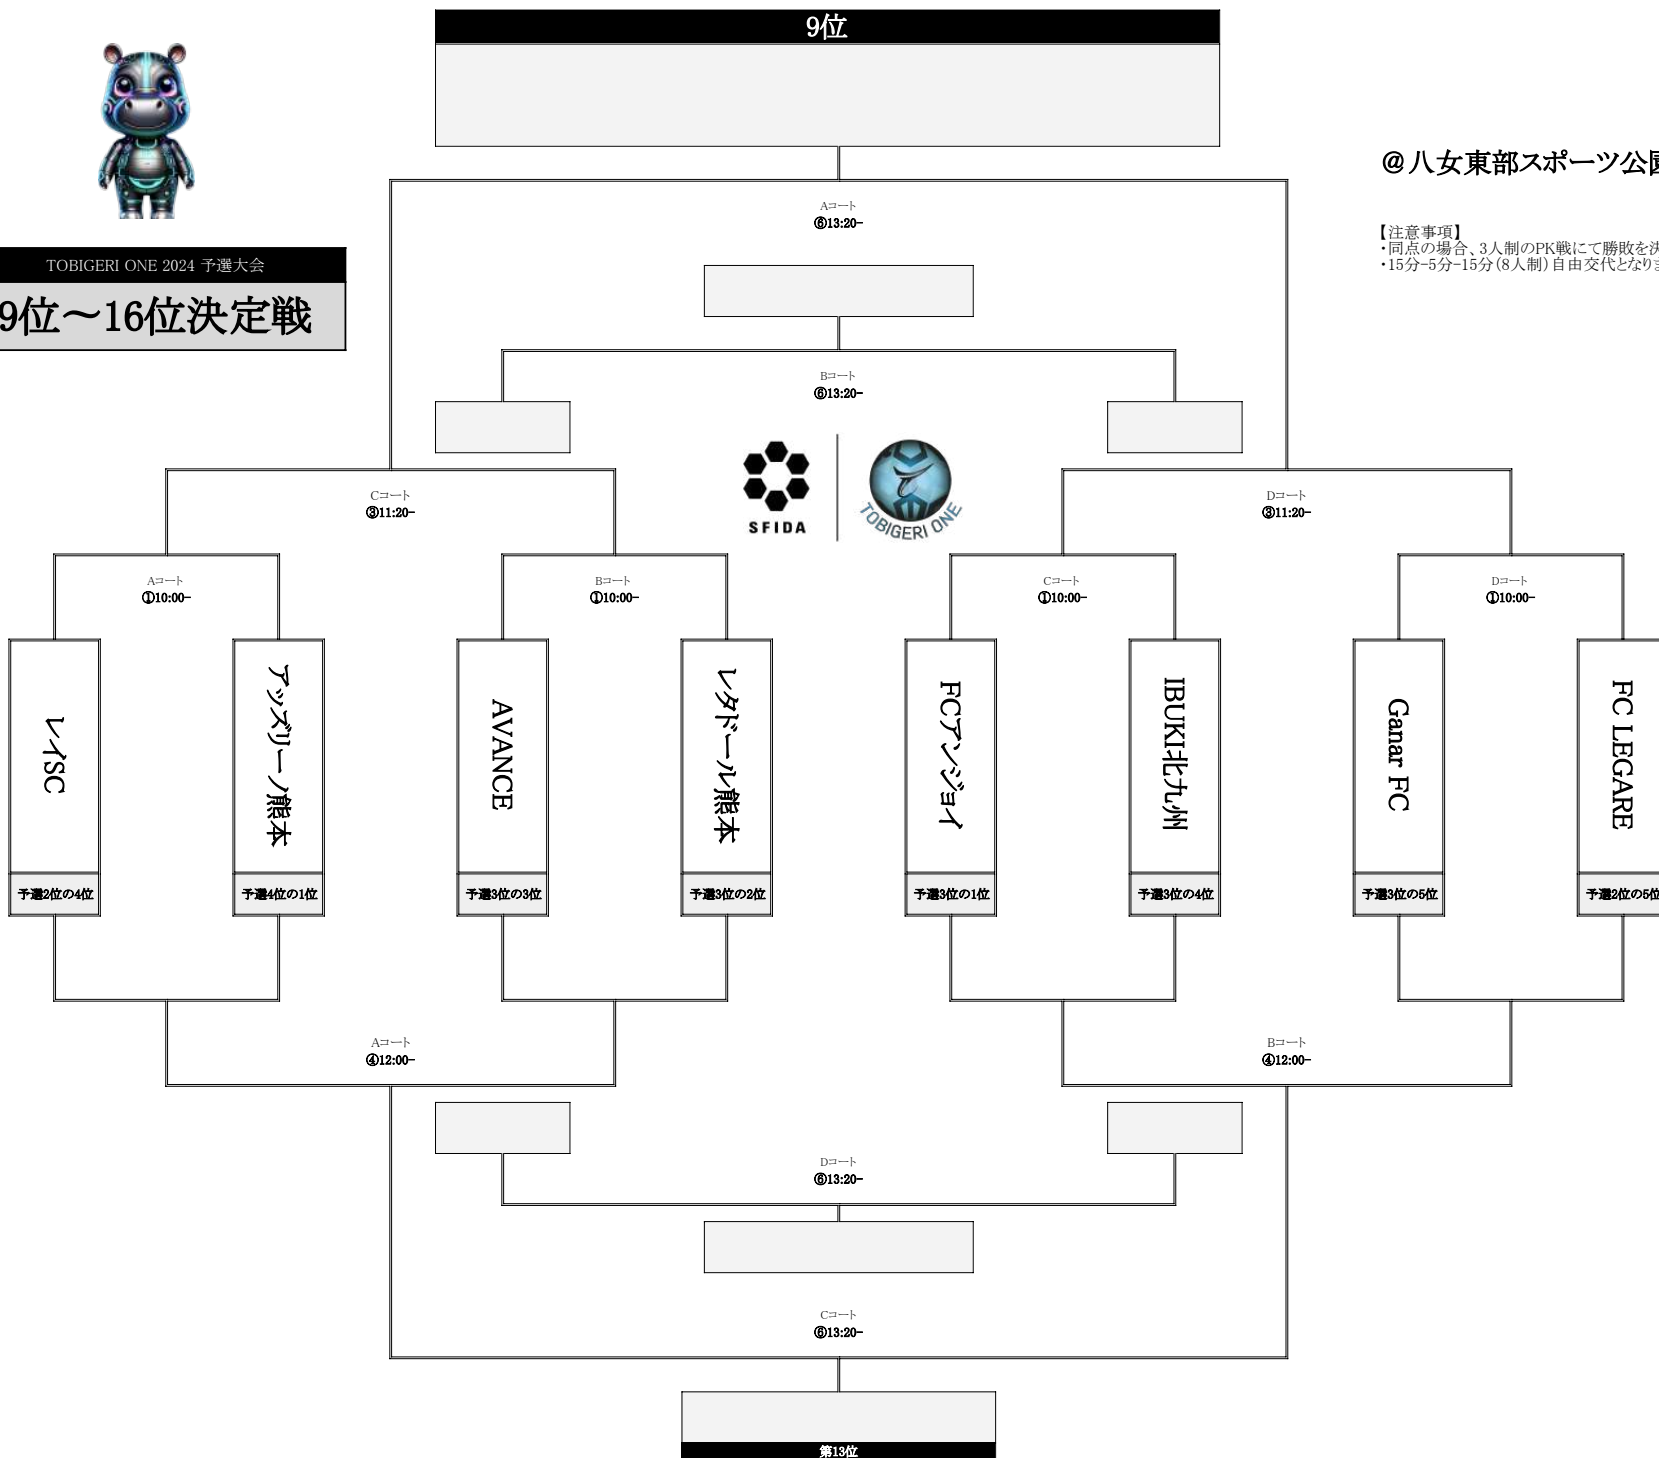 9位
@八女東部スポーツ公園
Aコート
⑥13:20-
【注意事項】
・同点の場合、3人制のPK戦にて勝敗を決
・15分-5分-15分(8人制)自由交代となりま
TOBIGERI ONE 2024 予選大会
9位~16位決定戦
Bコート
⑥13:20-
SFIDA
TOBIGERI ONE
Cコート
③11:20-
Dコート
③11:20-
Aコート
①10:00-
Bコート
①10:00-
Cコート
①10:00-
Dコート
①10:00-
レイSC
アッズリーノ熊本
AVANCE
レタドール熊本
FCアンジョイ
IBUKI北九州
Ganar FC
FC LEGARE
予選2位の4位
予選4位の1位
予選3位の3位
予選3位の2位
予選3位の1位
予選3位の4位
予選3位の5位
予選2位の5位
Aコート
④12:00-
Bコート
④12:00-
Dコート
⑥13:20-
Cコート
⑥13:20-
第13位